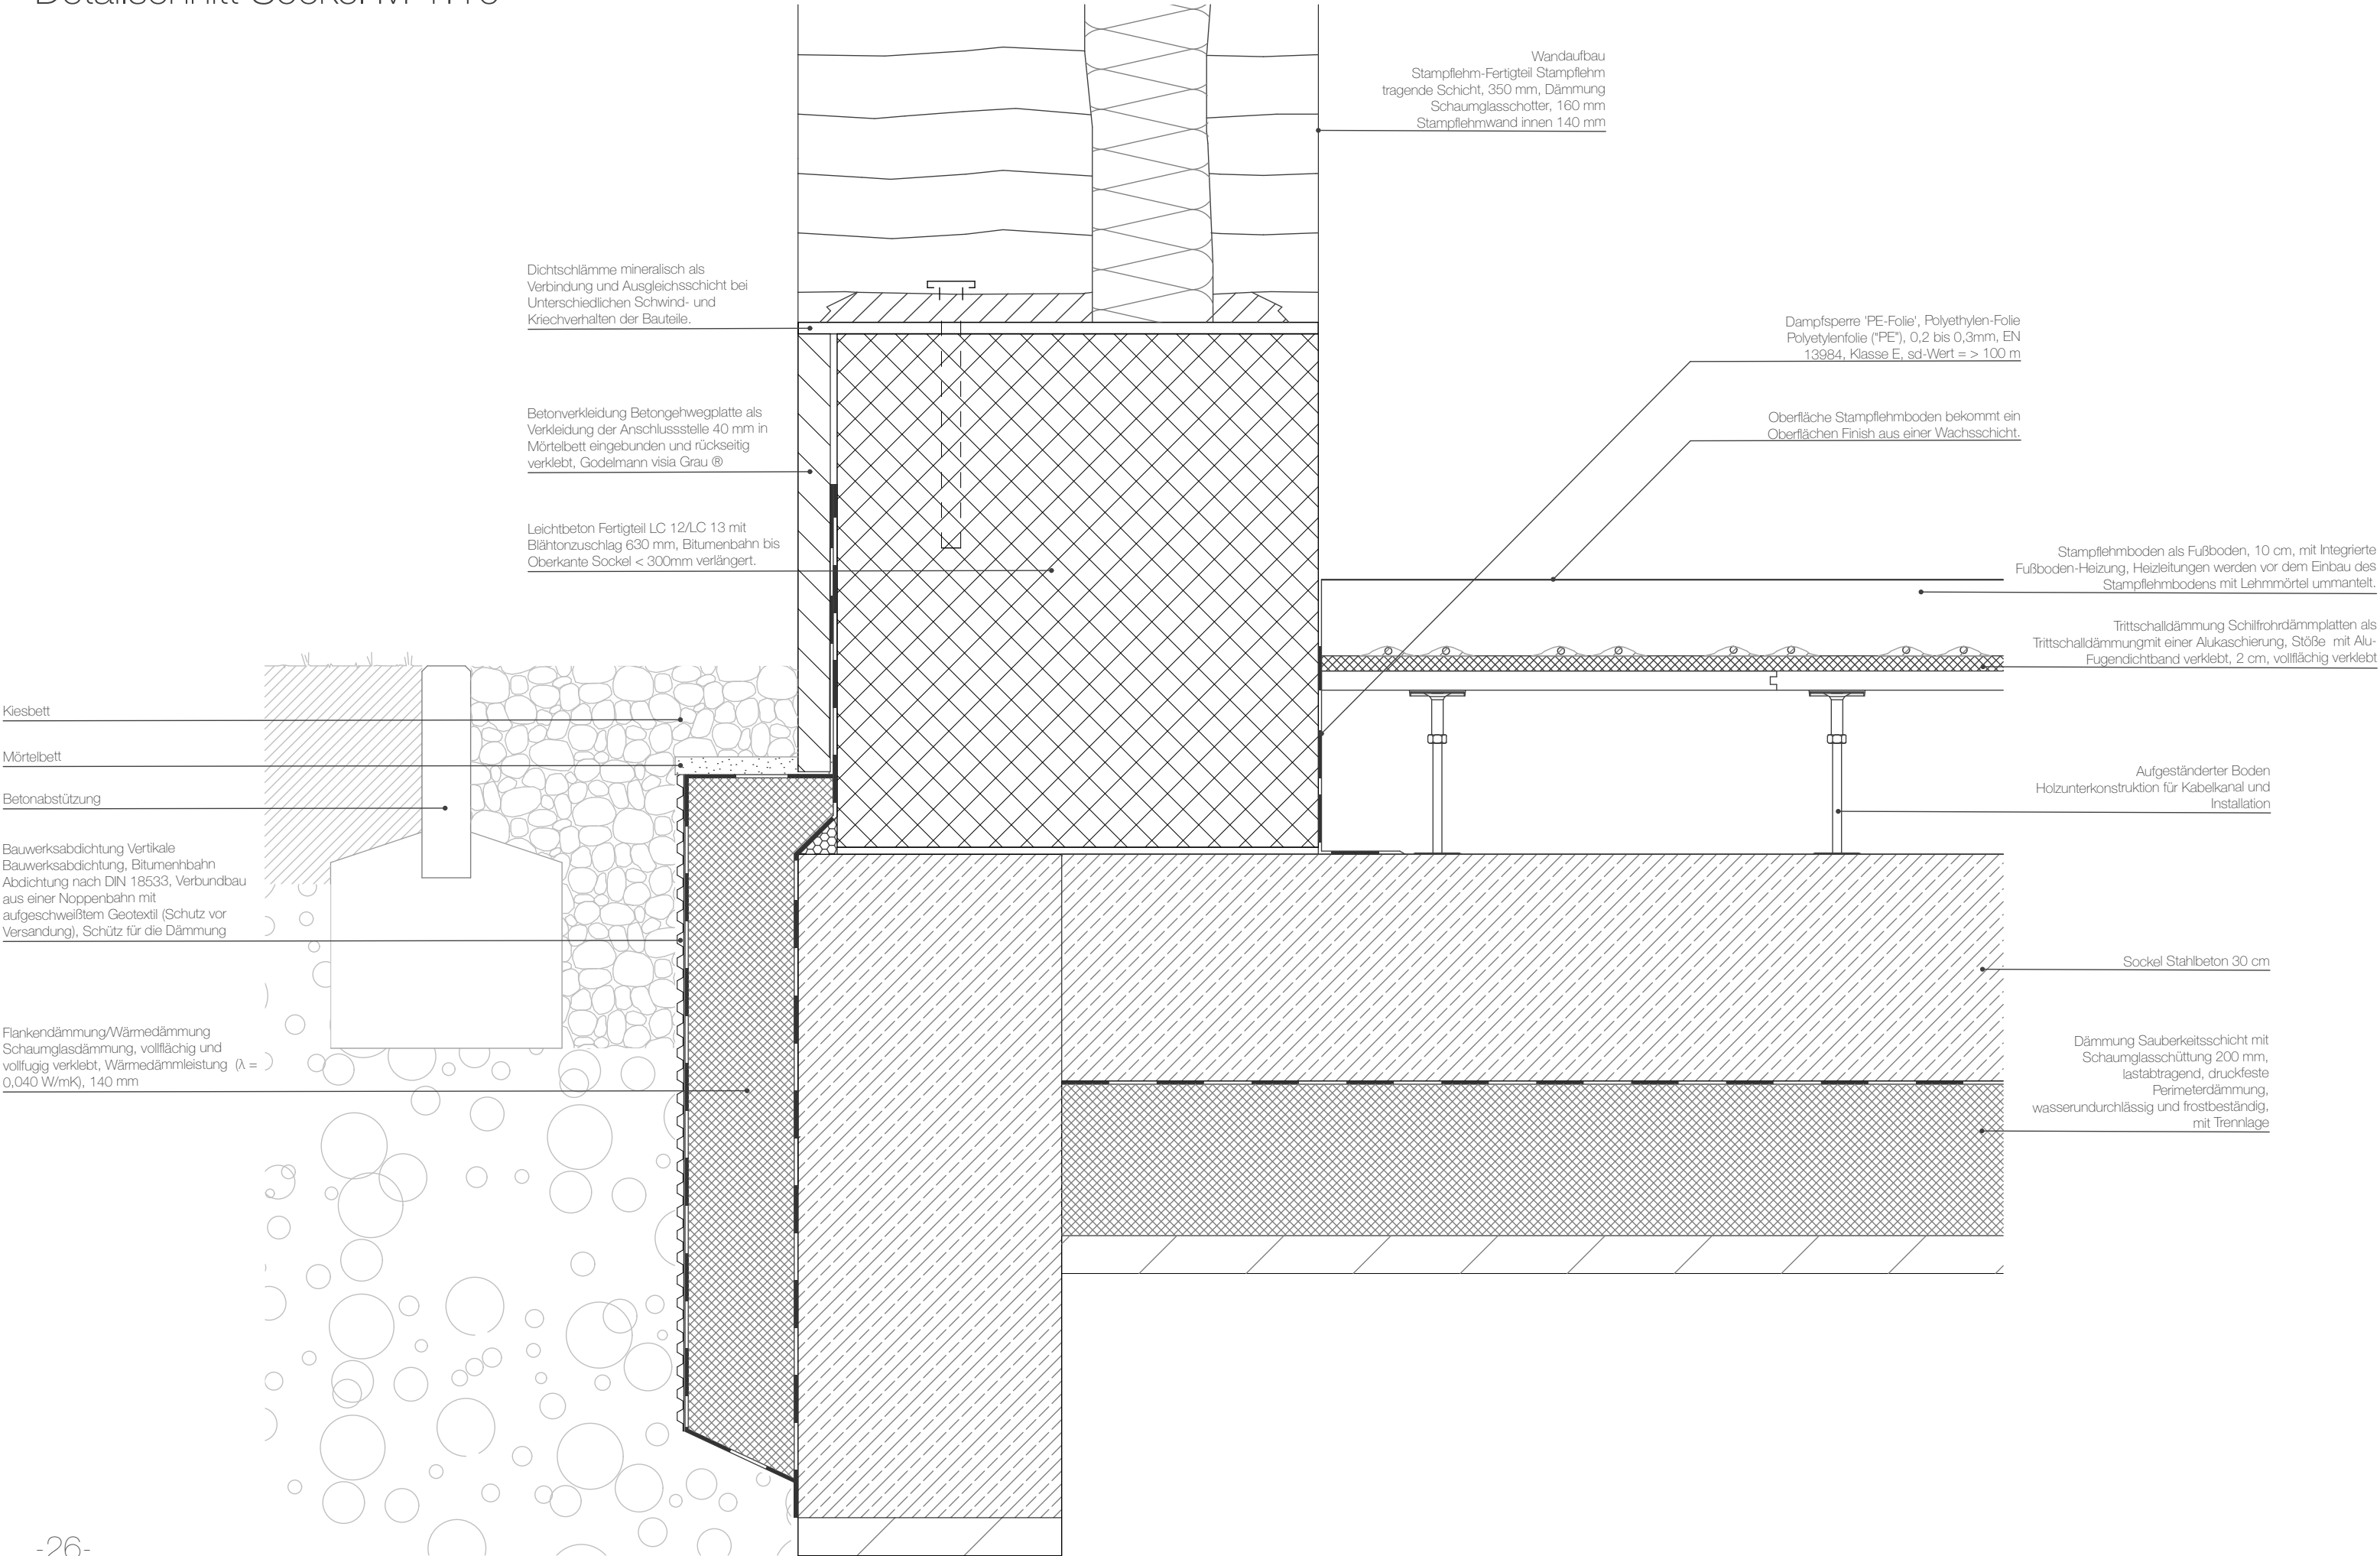 Detailschnitt Sockel M 1:10
Wandaufbau
Stampflehm-Fertigteil Stampflehm
tragende Schicht, 350 mm, Dämmung
Schaumglasschotter, 160 mm
Stampflehmwand innen 140 mm
Dichtschlämme mineralisch als
Verbindung und Ausgleichsschicht bei
Unterschiedlichen Schwind- und
Kriechverhalten der Bauteile.
Betonverkleidung Betongehwegplatte als
Verkleidung der Anschlussstelle 40 mm in
Mörtelbett eingebunden und rückseitig
verklebt, Godelmann visia Grau ®
Leichtbeton Fertigteil LC 12/LC 13 mit
Blähtonzuschlag 630 mm, Bitumenbahn bis
Oberkante Sockel < 300mm verlängert.
Dampfsperre 'PE-Folie', Polyethylen-Folie
Polyetylenfolie ("PE"), 0,2 bis 0,3mm, EN
13984, Klasse E, sd-Wert = > 100 m
Oberfläche Stampflehmboden bekommt ein
Oberflächen Finish aus einer Wachsschicht.
Stampflehmboden als Fußboden, 10 cm, mit Integrierte
Fußboden-Heizung, Heizleitungen werden vor dem Einbau des
Stampflehmbodens mit Lehmmörtel ummantelt.
Trittschalldämmung Schilfrohrdämmplatten als
Trittschalldämmungmit einer Alukaschierung, Stöße mit Alu-
Fugendichtband verklebt, 2 cm, vollflächig verklebt
Aufgeständerter Boden
Holzunterkonstruktion für Kabelkanal und
Installation
Sockel Stahlbeton 30 cm
Dämmung Sauberkeitsschicht mit
Schaumglasschüttung 200 mm,
lastabtragend, druckfeste
Perimeterdämmung,
wasserundurchlässig und frostbeständig,
mit Trennlage
Kiesbett
Mörtelbett
Betonabstützung
Bauwerksabdichtung Vertikale
Bauwerksabdichtung, Bitumenhbahn
Abdichtung nach DIN 18533, Verbundbau
aus einer Noppenbahn mit
aufgeschweißtem Geotextil (Schutz vor
Versandung), Schütz für die Dämmung
Flankendämmung/Wärmedämmung
Schaumglasdämmung, vollflächig und
vollfugig verklebt, Wärmedämmleistung (λ =
0,040 W/mK), 140 mm
-26-